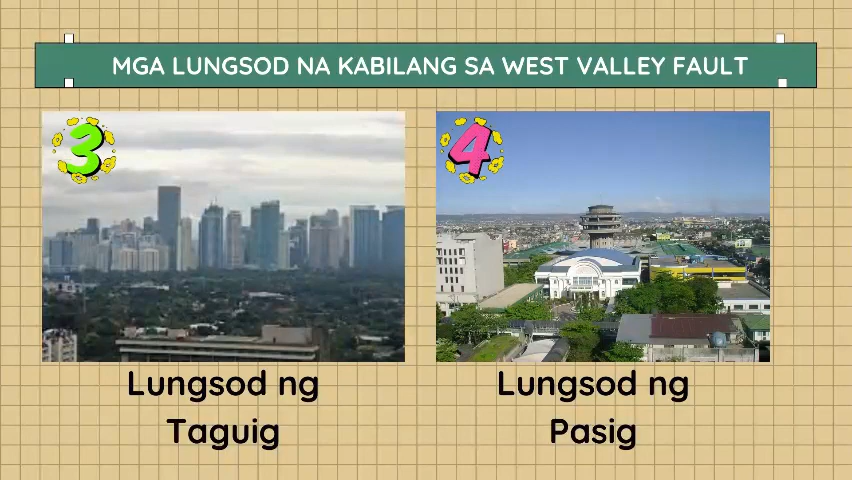 MGA LUNGSOD NA KABILANG SA WEST VALLEY FAULT
3
4
Lungsod ng
Taguig
Lungsod ng
Pasig